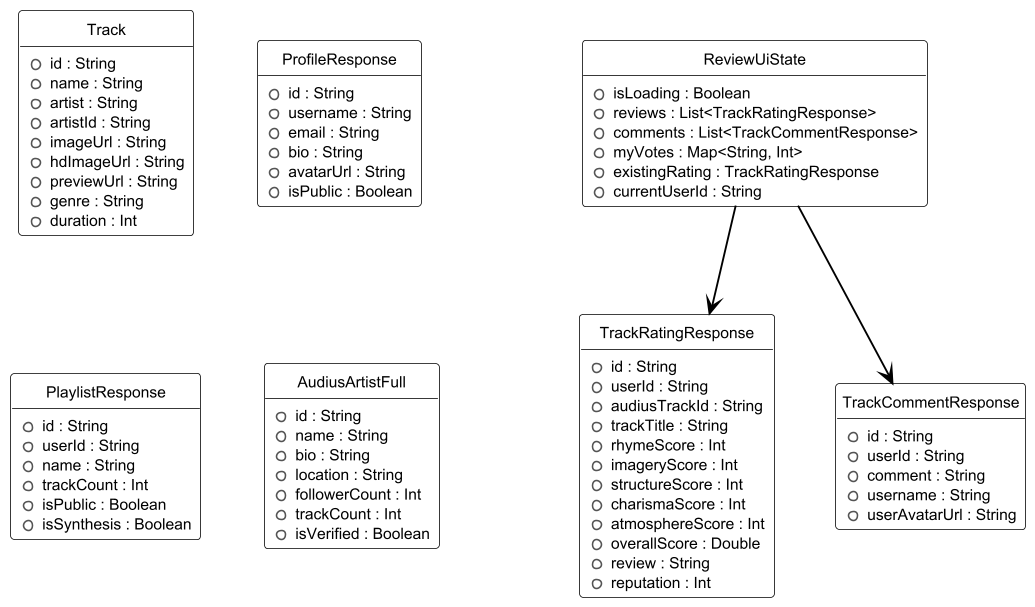 Track
id : String
name : String
artist : String
artistId : String
imageUrl : String
hdImageUrl : String
previewUrl : String
genre : String
duration : Int
ProfileResponse
id : String
username : String
email : String
bio : String
avatarUrl : String
isPublic : Boolean
ReviewUiState
isLoading : Boolean
reviews : List<TrackRatingResponse>
comments : List<TrackCommentResponse>
myVotes : Map<String, Int>
existingRating : TrackRatingResponse
currentUserId : String
PlaylistResponse
id : String
userId : String
name : String
trackCount : Int
isPublic : Boolean
isSynthesis : Boolean
AudiusArtistFull
id : String
name : String
bio : String
location : String
followerCount : Int
trackCount : Int
isVerified : Boolean
TrackRatingResponse
id : String
userId : String
audiusTrackId : String
trackTitle : String
rhymeScore : Int
imageryScore : Int
structureScore : Int
charismaScore : Int
atmosphereScore : Int
overallScore : Double
review : String
reputation : Int
TrackCommentResponse
id : String
userId : String
comment : String
username : String
userAvatarUrl : String